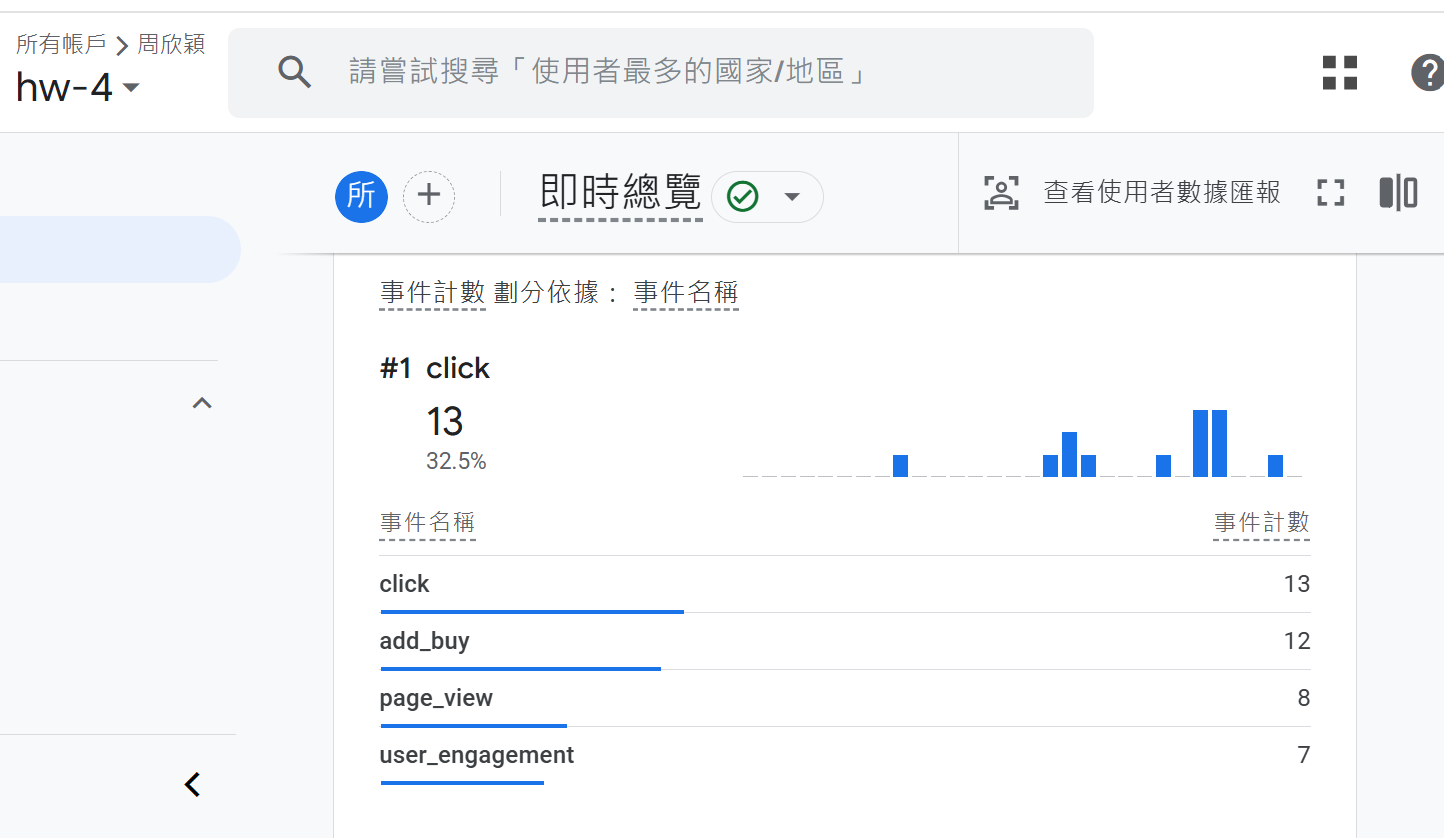 所有帳戶 > 周欣穎
hw-4
請嘗試搜尋「使用者最多的國家/地區」
所
即時總覽
查看使用者數據匯報
事件計數 劃分依據： 事件名稱
#1 click
13
32.5%
事件名稱 事件計數
click 13
add_buy 12
page_view 8
user_engagement 7